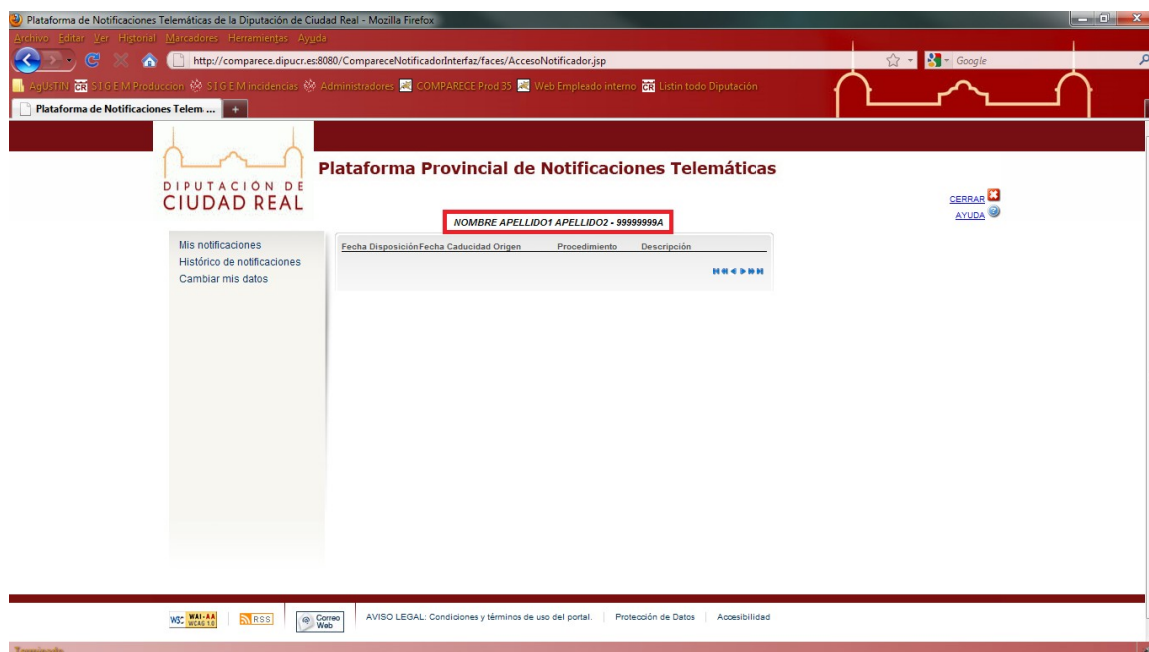 Plataforma de Notificaciones Telemáticas de la Diputación de Ciudad Real - Mozilla Firefox
Archivo Editar Ver Historial Marcadores Herramientas Ayuda
http://comparece.dipucr.es:8080/CompareceNotificadorInterfaz/faces/AccesoNotificador.jsp
Google
AgUSTiN SIGEM Produccion SIGEM incidencias Administradores COMPARECE Prod 35 Web Empleado interno Listin todo Diputación
Plataforma de Notificaciones Telem...
DIPUTACIÓN DE
CIUDAD REAL
Plataforma Provincial de Notificaciones Telemáticas
CERRAR
AYUDA
NOMBRE APELLIDO1 APELLIDO2 - 99999999A
Mis notificaciones
Histórico de notificaciones
Cambiar mis datos
Fecha Disposición Fecha Caducidad Origen Procedimiento Descripción
W3C WAI-AA WCAG 1.0
RSS
Correo Web
AVISO LEGAL: Condiciones y términos de uso del portal. | Protección de Datos | Accesibilidad
Terminado